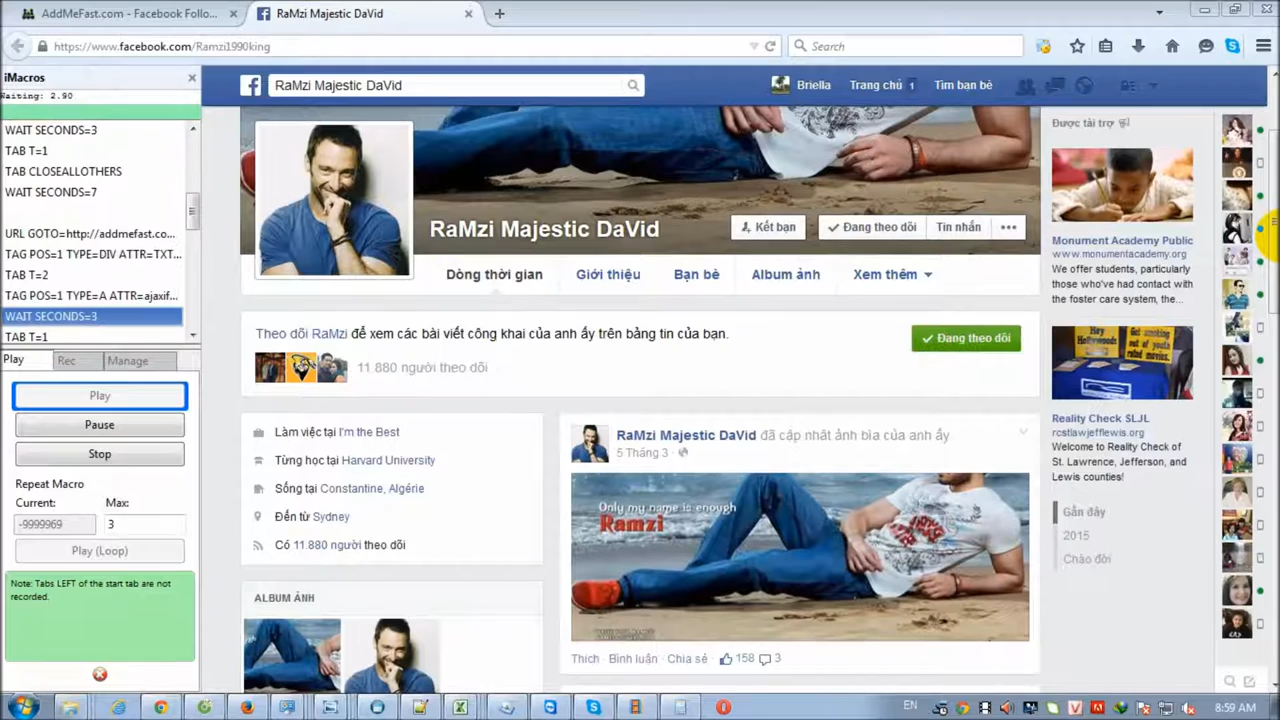 AddMeFast.com - Facebook Follo...
RaMzi Majestic DaVid
https://www.facebook.com/Ramzi1990king
Search
iMacros
Waiting: 2.90
WAIT SECONDS=3
TAB T=1
TAB CLOSEALLOTHERS
WAIT SECONDS=7
URL GOTO=http://addmefast.co...
TAG POS=1 TYPE=DIV ATTR=TXT...
TAB T=2
TAG POS=1 TYPE=A ATTR=ajaxif...
WAIT SECONDS=3
TAB T=1
Play
Rec
Manage
Play
Pause
Stop
Repeat Macro
Current:
Max:
-9999969
3
Play (Loop)
Note: Tabs LEFT of the start tab are not
recorded.
RaMzi Majestic DaVid
Briella
Trang chủ 1
Tìm bạn bè
RaMzi Majestic DaVid
Kết bạn
Đang theo dõi
Tin nhắn
Dòng thời gian
Giới thiệu
Bạn bè
Album ảnh
Xem thêm
Theo dõi RaMzi để xem các bài viết công khai của anh ấy trên bảng tin của bạn.
Đang theo dõi
11.880 người theo dõi
Làm việc tại I'm the Best
Từng học tại Harvard University
Sống tại Constantine, Algérie
Đến từ Sydney
Có 11.880 người theo dõi
ALBUM ẢNH
RaMzi Majestic DaVid đã cập nhật ảnh bìa của anh ấy
5 Tháng 3
Only my name is enough
Ramzi
Thích · Bình luận · Chia sẻ · 158 3
Được tài trợ
Monument Academy Public
www.monumentacademy.org
We offer students, particularly
those who've had contact with
the foster care system, the...
Hey
Hollywoods
Get smoking
out of youth
rated movies.
Reality Check SLJL
rcstlawjefflewis.org
Welcome to Reality Check of
St. Lawrence, Jefferson, and
Lewis counties!
Gần đây
2015
Chào đời
EN
8:59 AM